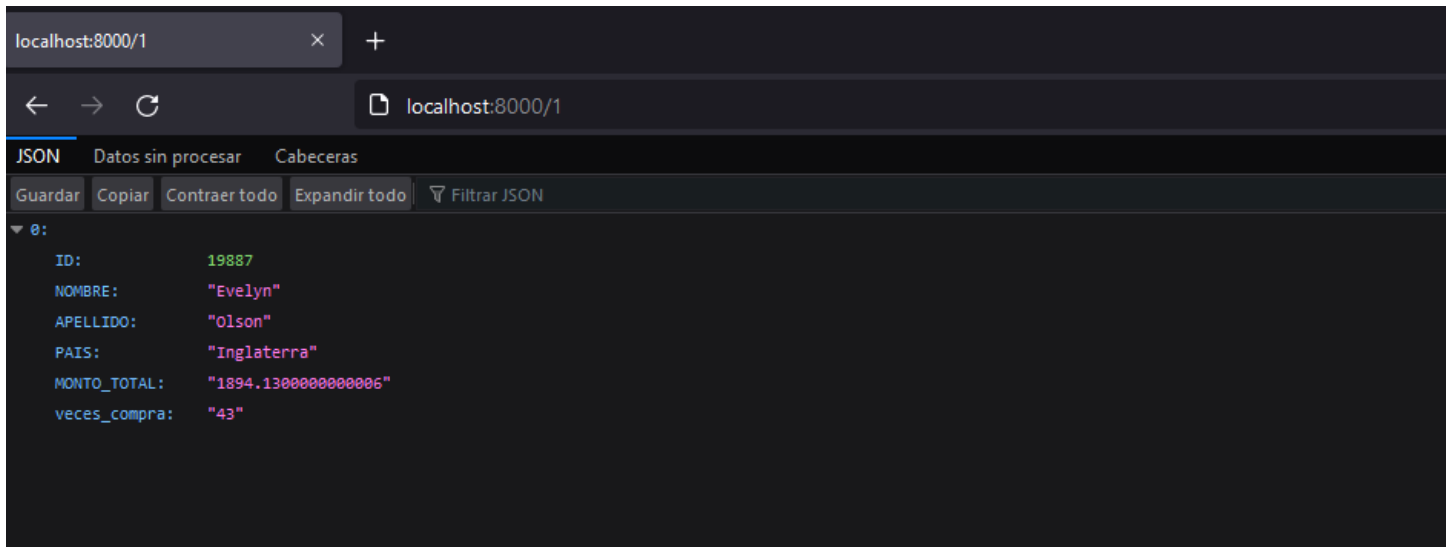 localhost:8000/1
localhost:8000/1
JSON Datos sin procesar Cabeceras
Guardar Copiar Contraer todo Expandir todo Filtrar JSON
0:
ID: 19887
NOMBRE: "Evelyn"
APELLIDO: "Olson"
PAIS: "Inglaterra"
MONTO_TOTAL: "1894.1300000000006"
veces_compra: "43"